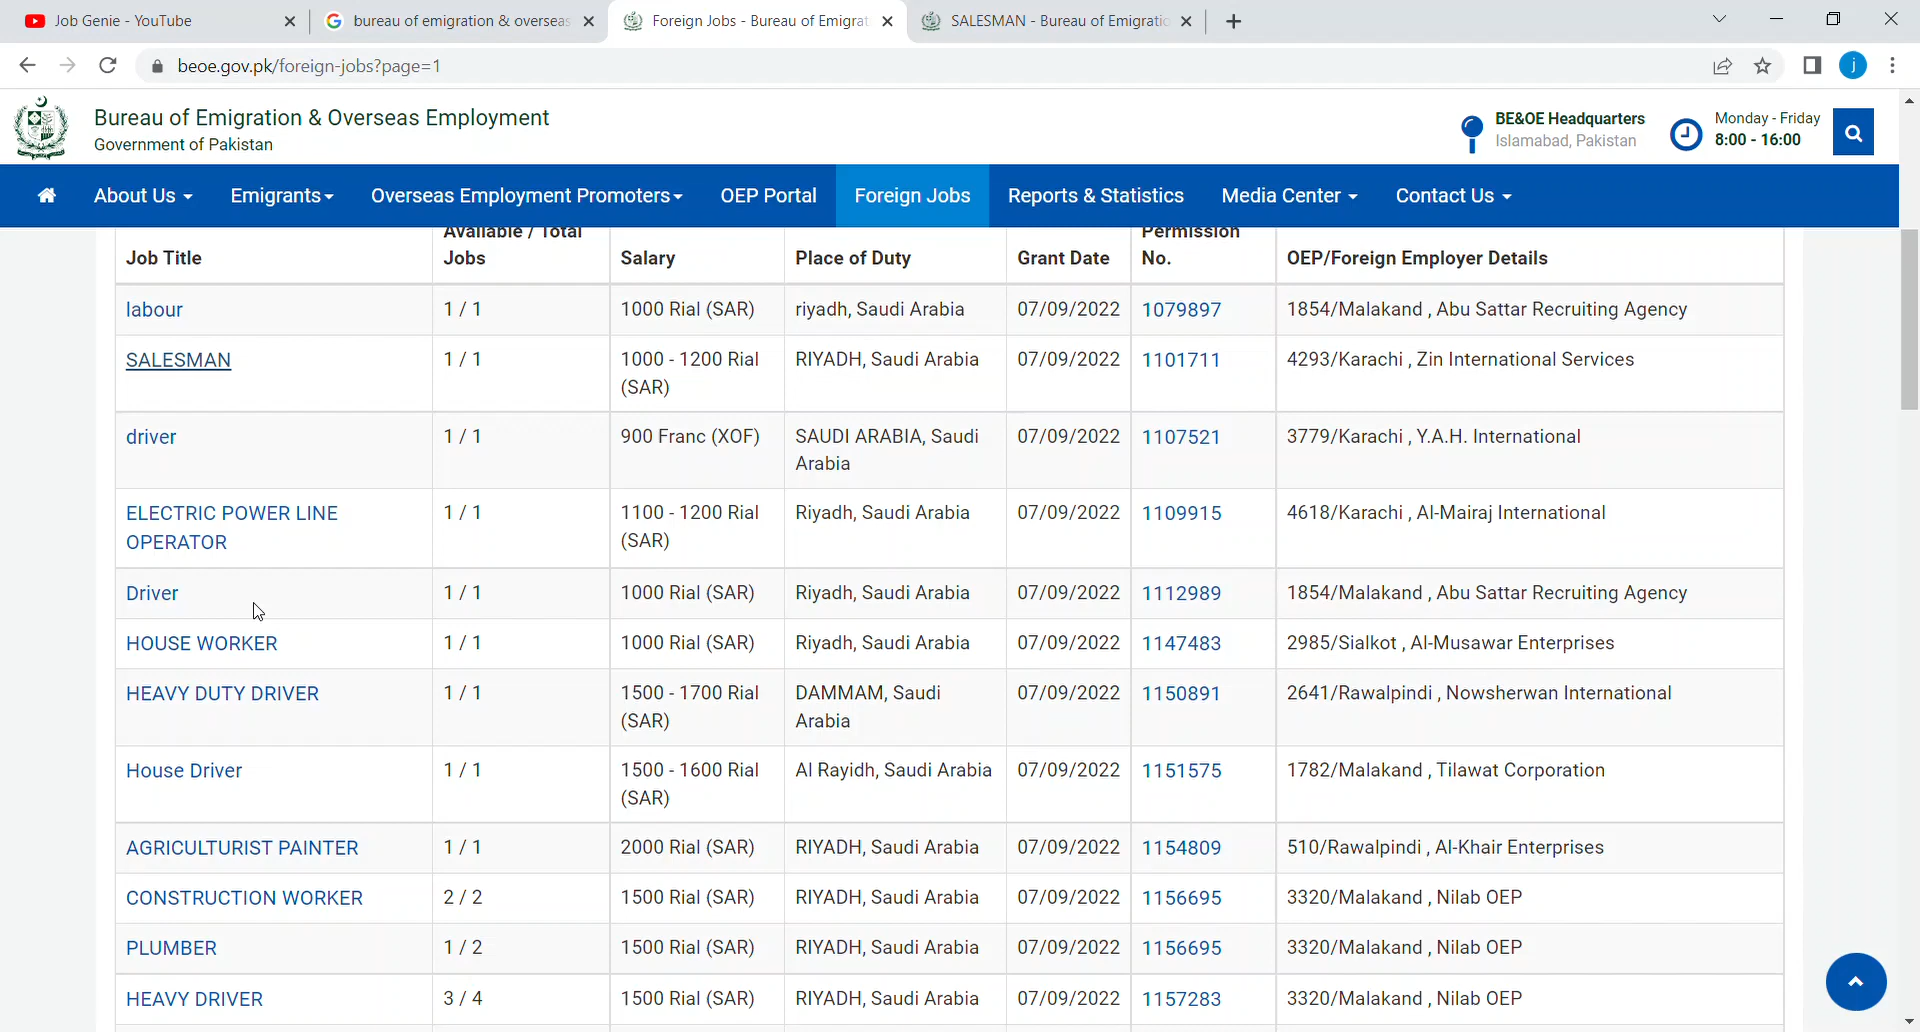 Job Genie - YouTube
bureau of emigration & overseas
Foreign Jobs - Bureau of Emigrat
SALESMAN - Bureau of Emigratio
beoe.gov.pk/foreign-jobs?page=1
j
Bureau of Emigration & Overseas Employment
Government of Pakistan
BE&OE Headquarters
Islamabad, Pakistan
Monday - Friday
8:00 - 16:00
About Us
Emigrants
Overseas Employment Promoters
OEP Portal
Foreign Jobs
Reports & Statistics
Media Center
Contact Us
Job Title
Available / Total
Jobs
Salary
Place of Duty
Grant Date
Permission
No.
OEP/Foreign Employer Details
labour
1 / 1
1000 Rial (SAR)
riyadh, Saudi Arabia
07/09/2022
1079897
1854/Malakand , Abu Sattar Recruiting Agency
SALESMAN
1 / 1
1000 - 1200 Rial
(SAR)
RIYADH, Saudi Arabia
07/09/2022
1101711
4293/Karachi , Zin International Services
driver
1 / 1
900 Franc (XOF)
SAUDI ARABIA, Saudi
Arabia
07/09/2022
1107521
3779/Karachi , Y.A.H. International
ELECTRIC POWER LINE
OPERATOR
1 / 1
1100 - 1200 Rial
(SAR)
Riyadh, Saudi Arabia
07/09/2022
1109915
4618/Karachi , Al-Mairaj International
Driver
1 / 1
1000 Rial (SAR)
Riyadh, Saudi Arabia
07/09/2022
1112989
1854/Malakand , Abu Sattar Recruiting Agency
HOUSE WORKER
1 / 1
1000 Rial (SAR)
Riyadh, Saudi Arabia
07/09/2022
1147483
2985/Sialkot , Al-Musawar Enterprises
HEAVY DUTY DRIVER
1 / 1
1500 - 1700 Rial
(SAR)
DAMMAM, Saudi
Arabia
07/09/2022
1150891
2641/Rawalpindi , Nowsherwan International
House Driver
1 / 1
1500 - 1600 Rial
(SAR)
Al Rayidh, Saudi Arabia
07/09/2022
1151575
1782/Malakand , Tilawat Corporation
AGRICULTURIST PAINTER
1 / 1
2000 Rial (SAR)
RIYADH, Saudi Arabia
07/09/2022
1154809
510/Rawalpindi , Al-Khair Enterprises
CONSTRUCTION WORKER
2 / 2
1500 Rial (SAR)
RIYADH, Saudi Arabia
07/09/2022
1156695
3320/Malakand , Nilab OEP
PLUMBER
1 / 2
1500 Rial (SAR)
RIYADH, Saudi Arabia
07/09/2022
1156695
3320/Malakand , Nilab OEP
HEAVY DRIVER
3 / 4
1500 Rial (SAR)
RIYADH, Saudi Arabia
07/09/2022
1157283
3320/Malakand , Nilab OEP